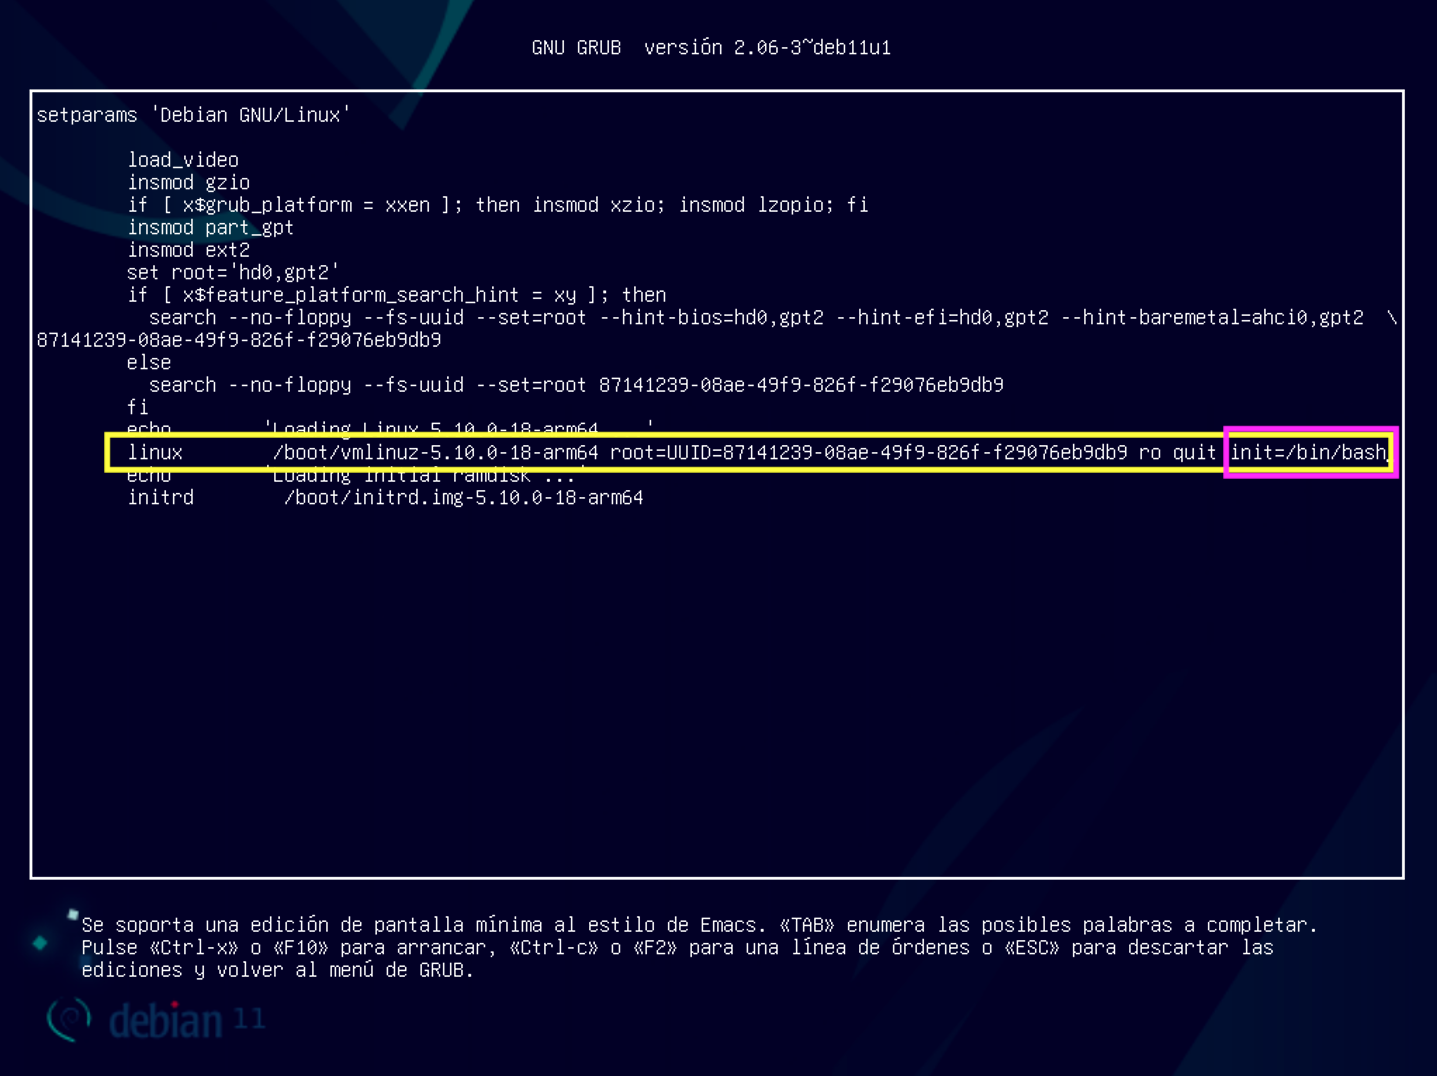 GNU GRUB  versión 2.06-3~deb11u1
setparams 'Debian GNU/Linux'
load_video
insmod gzio
if [ x$grub_platform = xxen ]; then insmod xzio; insmod lzopio; fi
insmod part_gpt
insmod ext2
set root='hd0,gpt2'
if [ x$feature_platform_search_hint = xy ]; then
search --no-floppy --fs-uuid --set=root --hint-bios=hd0,gpt2 --hint-efi=hd0,gpt2 --hint-baremetal=ahci0,gpt2  \
87141239-08ae-49f9-826f-f29076eb9db9
else
search --no-floppy --fs-uuid --set=root 87141239-08ae-49f9-826f-f29076eb9db9
fi
echo 'Loading Linux 5.10.0-18-arm64 ...'
linux /boot/vmlinuz-5.10.0-18-arm64 root=UUID=87141239-08ae-49f9-826f-f29076eb9db9 ro quit init=/bin/bash
echo 'Loading initial ramdisk ...'
initrd /boot/initrd.img-5.10.0-18-arm64
Se soporta una edición de pantalla mínima al estilo de Emacs. «TAB» enumera las posibles palabras a completar.
Pulse «Ctrl-x» o «F10» para arrancar, «Ctrl-c» o «F2» para una línea de órdenes o «ESC» para descartar las
ediciones y volver al menú de GRUB.
debian 11